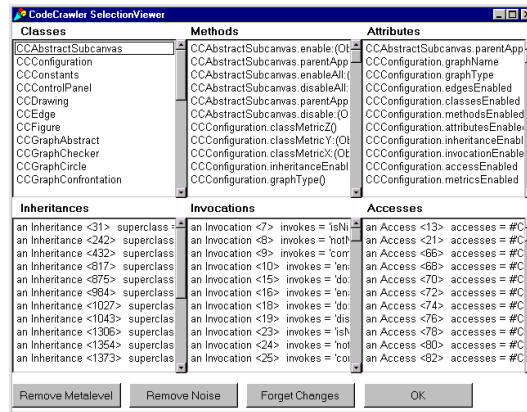 CodeCrawler SelectionViewer
Classes
CCAbstractSubcanvas
CCConfiguration
CCConstants
CCControlPanel
CCDrawing
CCEdge
CCFigure
CCGraphAbstract
CCGraphChecker
CCGraphCircle
CCGraphConfrontation
Methods
CCAbstractSubcanvas.enable:(Ob
CCAbstractSubcanvas.parentApp
CCAbstractSubcanvas.enableAll:(
CCAbstractSubcanvas.disableAll:
CCAbstractSubcanvas.parentApp
CCAbstractSubcanvas.disable:(O
CCConfiguration.classMetricZ()
CCConfiguration.classMetricY:(Ob
CCConfiguration.classMetricX:(Ob
CCConfiguration.inheritanceEnabl
CCConfiguration.graphType()
Attributes
CCAbstractSubcanvas.parentApp
CCConfiguration.graphName
CCConfiguration.graphType
CCConfiguration.edgesEnabled
CCConfiguration.classesEnabled
CCConfiguration.methodsEnabled
CCConfiguration.attributesEnable
CCConfiguration.inheritanceEnabl
CCConfiguration.invocationEnable
CCConfiguration.accessEnabled
CCConfiguration.metricsEnabled
Inheritances
an Inheritance <31> superclass =
an Inheritance <242> superclass
an Inheritance <432> superclass
an Inheritance <817> superclass
an Inheritance <875> superclass
an Inheritance <984> superclass
an Inheritance <1027> superclas
an Inheritance <1043> superclas
an Inheritance <1306> superclas
an Inheritance <1354> superclas
an Inheritance <1373> superclas
Invocations
an Invocation <7> invokes = 'isNi
an Invocation <8> invokes = 'notN
an Invocation <9> invokes = 'com
an Invocation <10> invokes = 'ena
an Invocation <15> invokes = 'do:
an Invocation <16> invokes = 'ena
an Invocation <18> invokes = 'do:
an Invocation <19> invokes = 'dis
an Invocation <23> invokes = 'isN
an Invocation <24> invokes = 'not
an Invocation <25> invokes = 'cor
Accesses
an Access <13> accesses = #'C
an Access <21> accesses = #'C
an Access <66> accesses = #'C
an Access <68> accesses = #'C
an Access <70> accesses = #'C
an Access <72> accesses = #'C
an Access <74> accesses = #'C
an Access <76> accesses = #'C
an Access <78> accesses = #'C
an Access <80> accesses = #'C
an Access <82> accesses = #'C
Remove Metalevel
Remove Noise
Forget Changes
OK